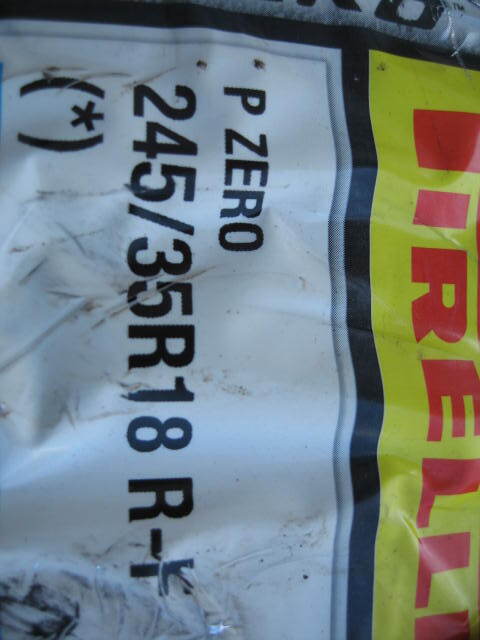 PIRELLI
P ZERO
245/35R18 R-F
(*)